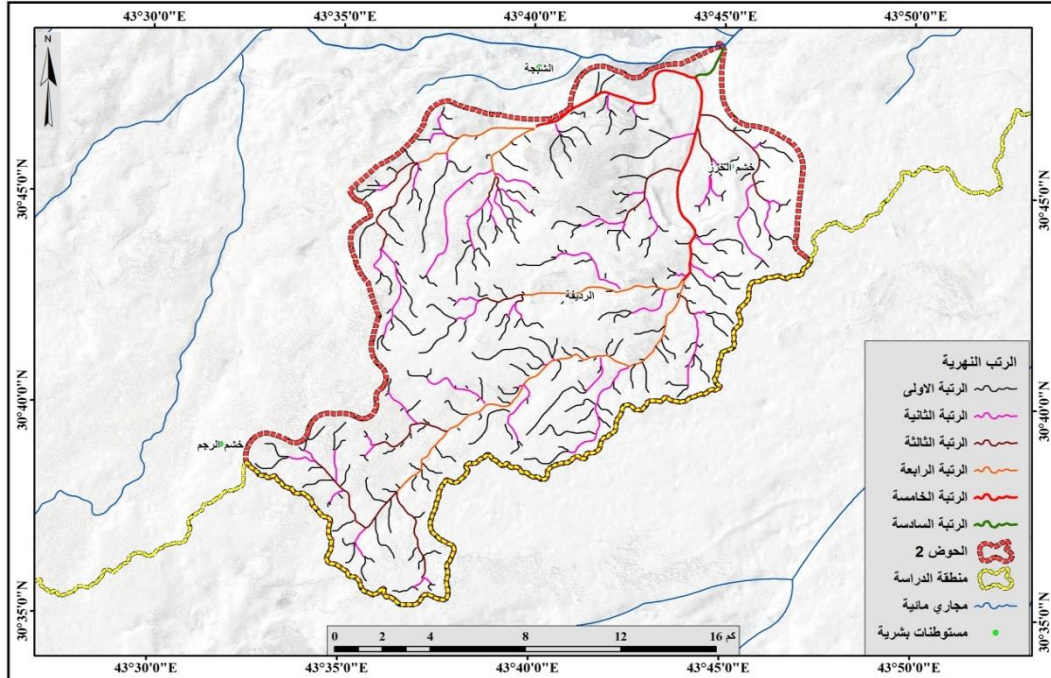 43°30'0"E 43°35'0"E 43°40'0"E 43°45'0"E 43°50'0"E
N
الشبجة
خشم الخرز
30°45'0"N 30°45'0"N
الرديفة
30°40'0"N 30°40'0"N
خشم الرجم
30°35'0"N 30°35'0"N
الرتب النهرية
الرتبة الاولى
الرتبة الثانية
الرتبة الثالثة
الرتبة الرابعة
الرتبة الخامسة
الرتبة السادسة
الحوض 2
منطقة الدراسة
مجاري مائية
مستوطنات بشرية
0 2 4 8 12 16 كم
43°30'0"E 43°35'0"E 43°40'0"E 43°45'0"E 43°50'0"E